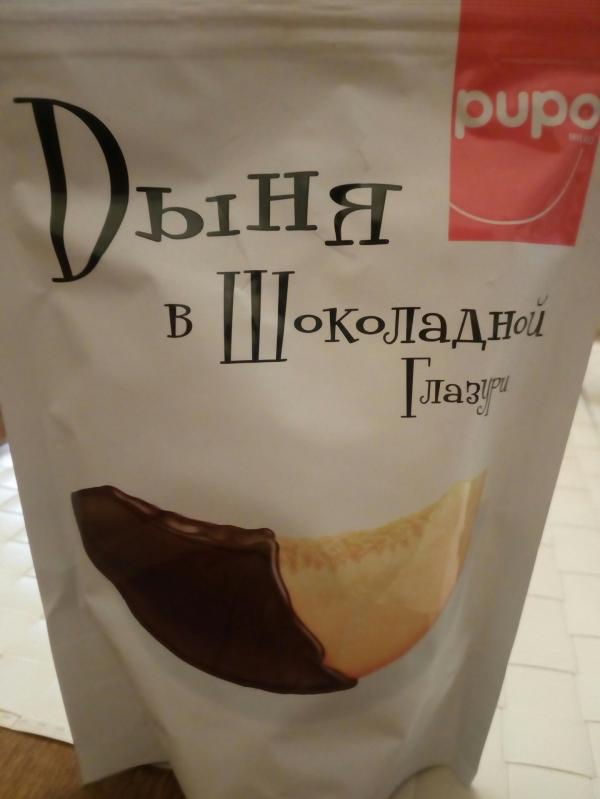 pupo
Дыня
в Шоколадной
Глазури